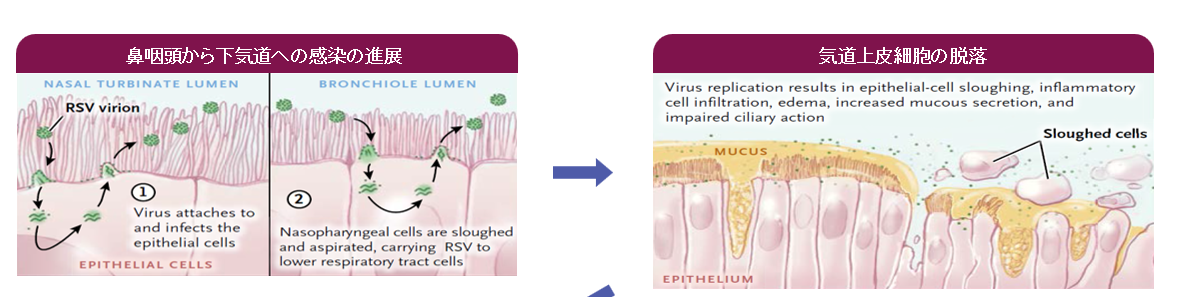 鼻咽頭から下気道への感染の進展
NASAL TURBINATE LUMEN
RSV virion
1
Virus attaches to
and infects the
epithelial cells
EPITHELIAL CELLS
BRONCHIOLE LUMEN
2
Nasopharyngeal cells are sloughed
and aspirated, carrying RSV to
lower respiratory tract cells
気道上皮細胞の脱落
Virus replication results in epithelial-cell sloughing, inflammatory
cell infiltration, edema, increased mucous secretion, and
impaired ciliary action
Sloughed cells
MUCUS
EPITHELIUM